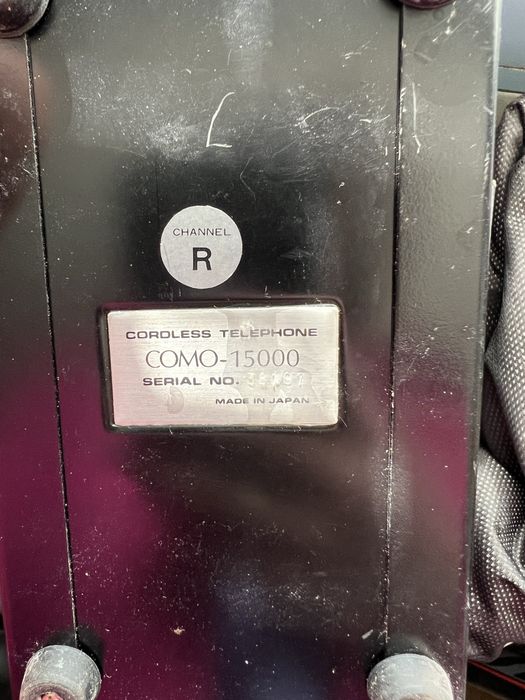 CHANNEL
R
CORDLESS TELEPHONE
COMO-15000
SERIAL NO.
MADE IN JAPAN